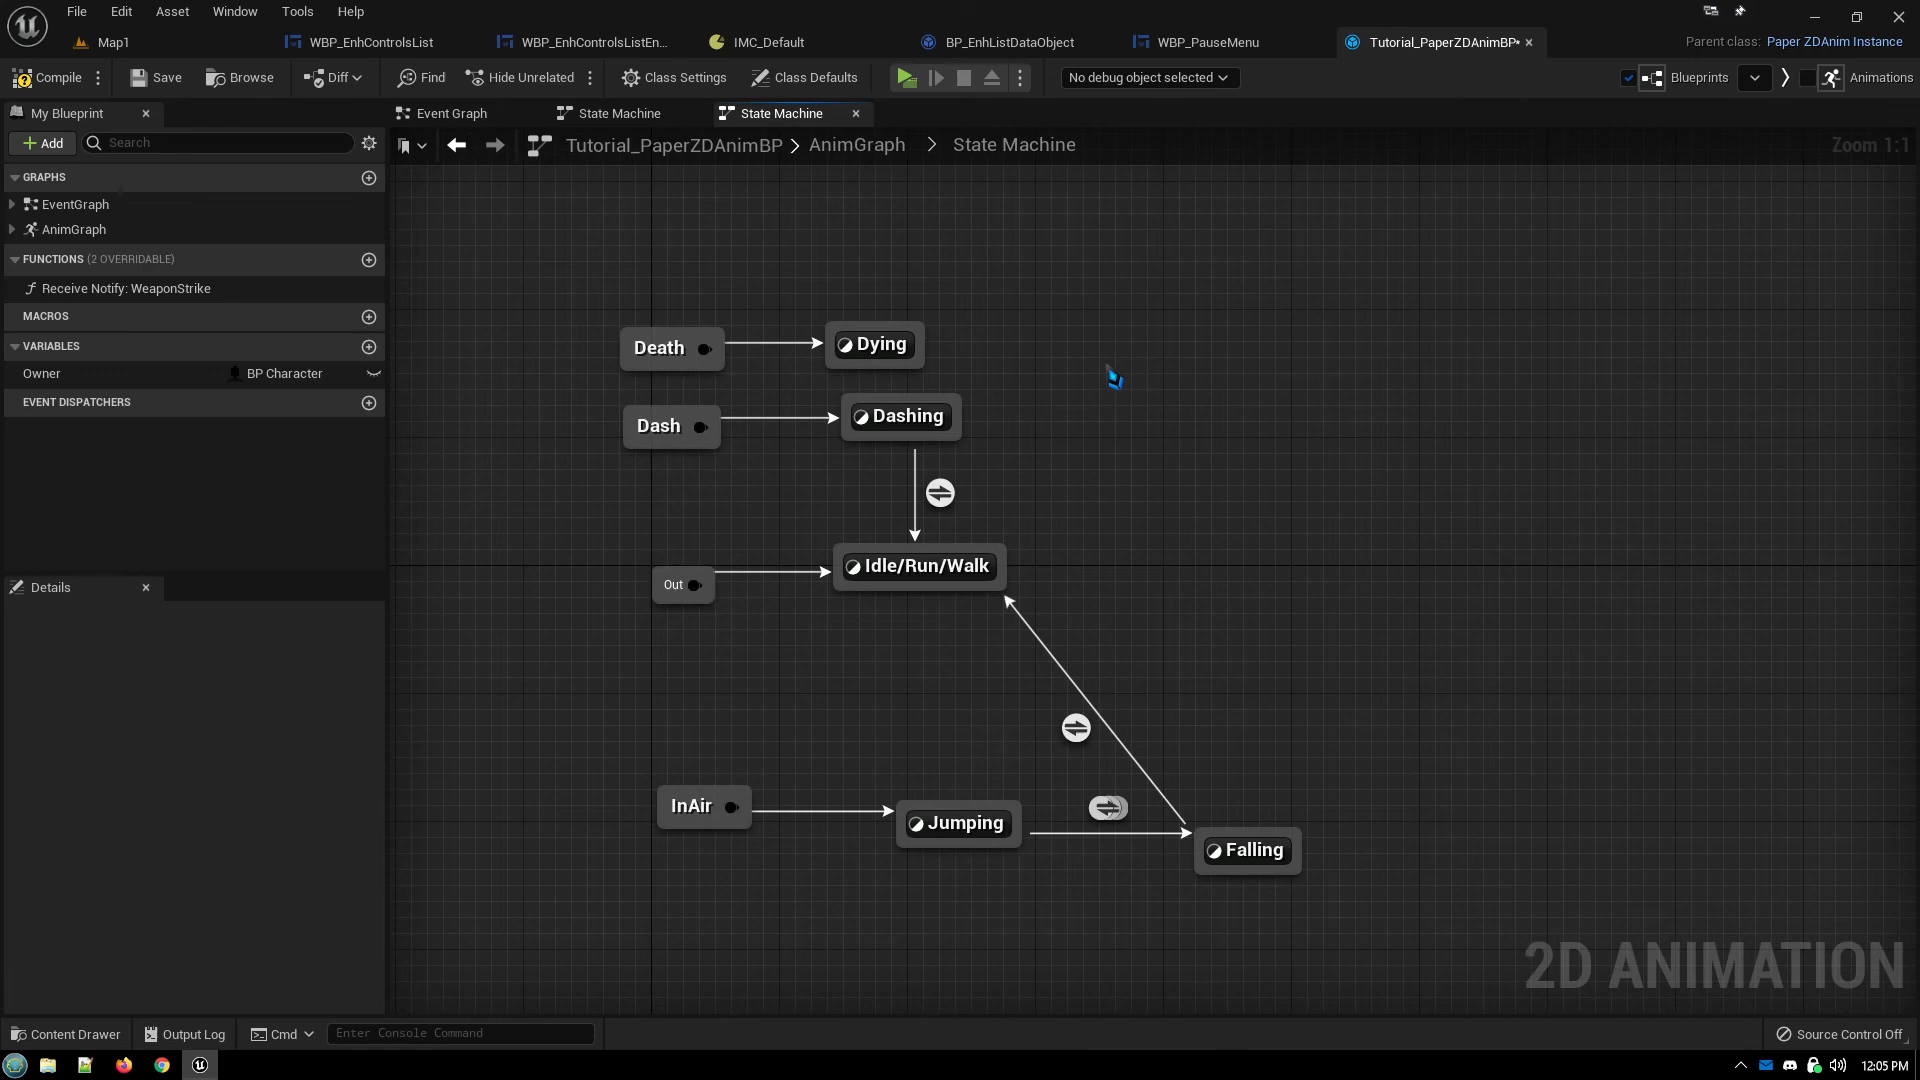 File Edit Asset Window Tools Help
Map1 WBP_EnhControlsList WBP_EnhControlsListEn... IMC_Default BP_EnhListDataObject WBP_PauseMenu Tutorial_PaperZDAnimBP* Parent class: Paper ZDAnim Instance
Compile Save Browse Diff Find Hide Unrelated Class Settings Class Defaults No debug object selected Blueprints Animations
My Blueprint Event Graph State Machine State Machine
Add Search Tutorial_PaperZDAnimBP > AnimGraph > State Machine Zoom 1:1
GRAPHS
EventGraph
AnimGraph
FUNCTIONS (2 OVERRIDABLE)
Receive Notify: WeaponStrike
MACROS
VARIABLES
Owner BP Character
EVENT DISPATCHERS
Details
Death Dying
Dash Dashing
Out Idle/Run/Walk
InAir Jumping
Falling
2D ANIMATION
Content Drawer Output Log Cmd Enter Console Command Source Control Off
12:05 PM